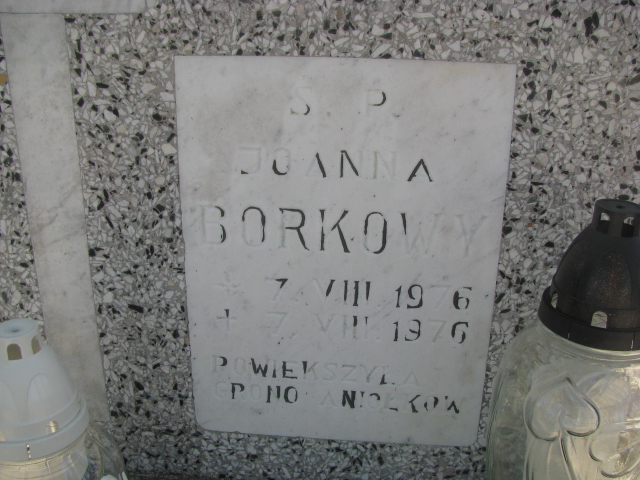 Ś P
JOANNA
BORKOWY
* 7. VIII. 1976
+ 7. VIII. 1976
POWIĘKSZYŁA
GRONO ANIOŁKÓW